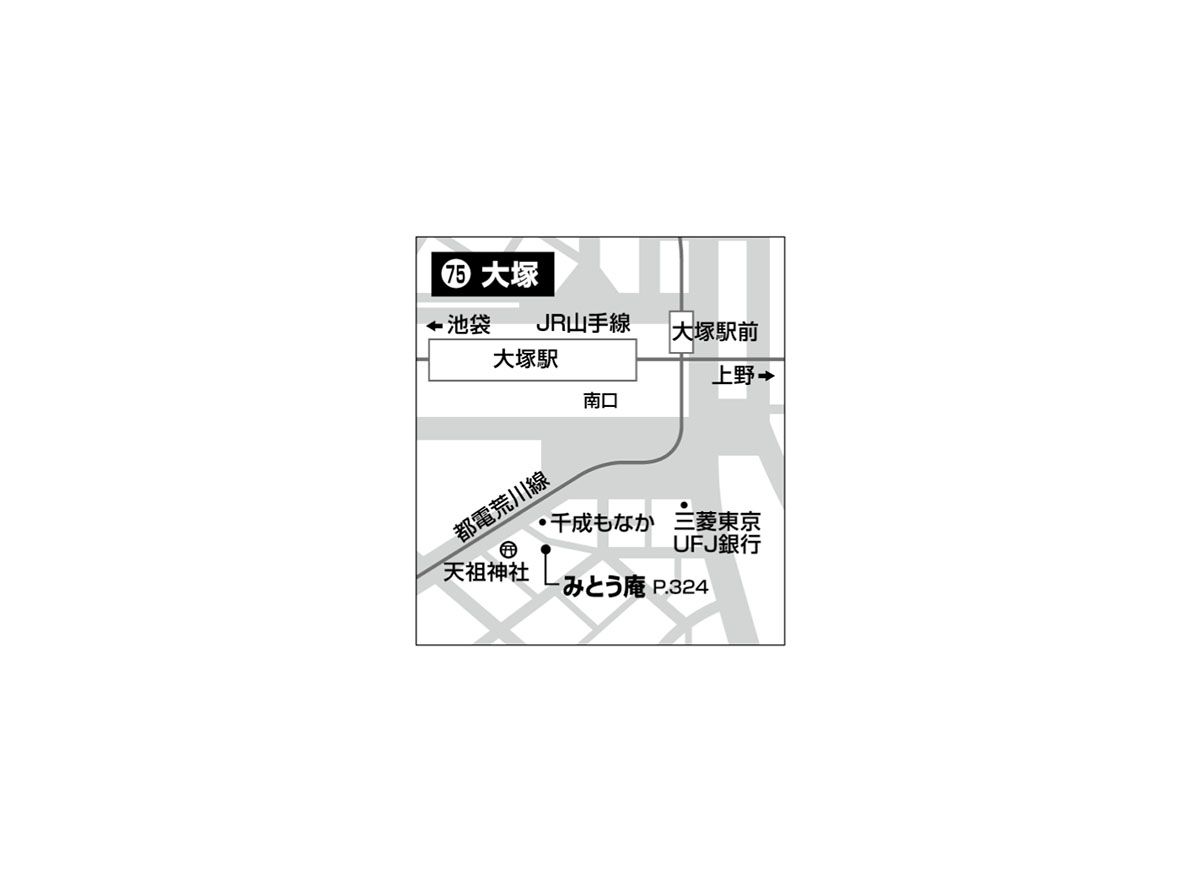 75 大塚
←池袋
JR山手線
大塚駅前
大塚駅
上野→
南口
都電荒川線
千成もなか
三菱東京
UFJ銀行
天祖神社
みとう庵 P.324